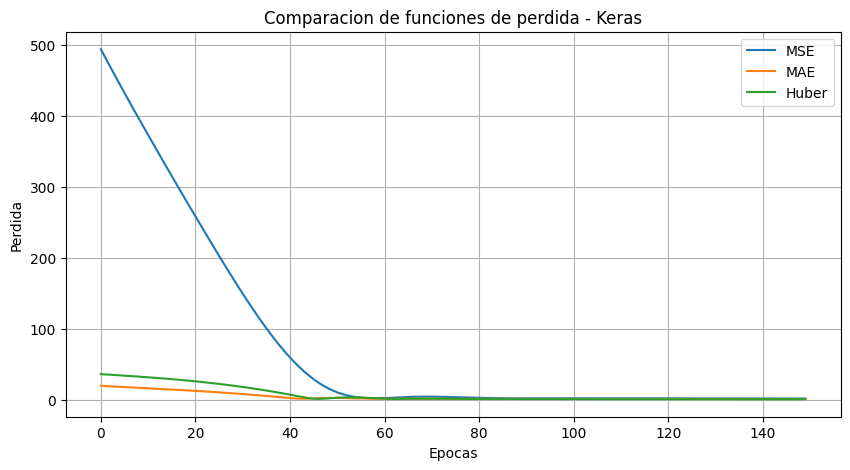 Comparacion de funciones de perdida - Keras
MSE
MAE
Huber
Perdida
500
400
300
200
100
0
0 20 40 60 80 100 120 140
Epocas